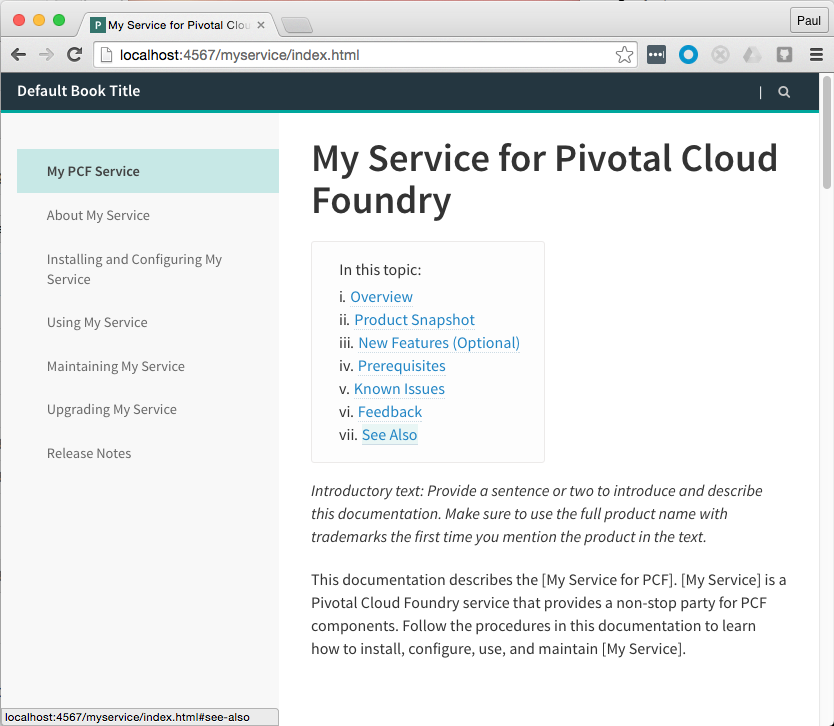 My Service for Pivotal Clou
Paul
localhost:4567/myservice/index.html
Default Book Title
|
My PCF Service
About My Service
Installing and Configuring My
Service
Using My Service
Maintaining My Service
Upgrading My Service
Release Notes
My Service for Pivotal Cloud
Foundry
In this topic:
i. Overview
ii. Product Snapshot
iii. New Features (Optional)
iv. Prerequisites
v. Known Issues
vi. Feedback
vii. See Also
Introductory text: Provide a sentence or two to introduce and describe
this documentation. Make sure to use the full product name with
trademarks the first time you mention the product in the text.
This documentation describes the [My Service for PCF]. [My Service] is a
Pivotal Cloud Foundry service that provides a non-stop party for PCF
components. Follow the procedures in this documentation to learn
how to install, configure, use, and maintain [My Service].
localhost:4567/myservice/index.html#see-also